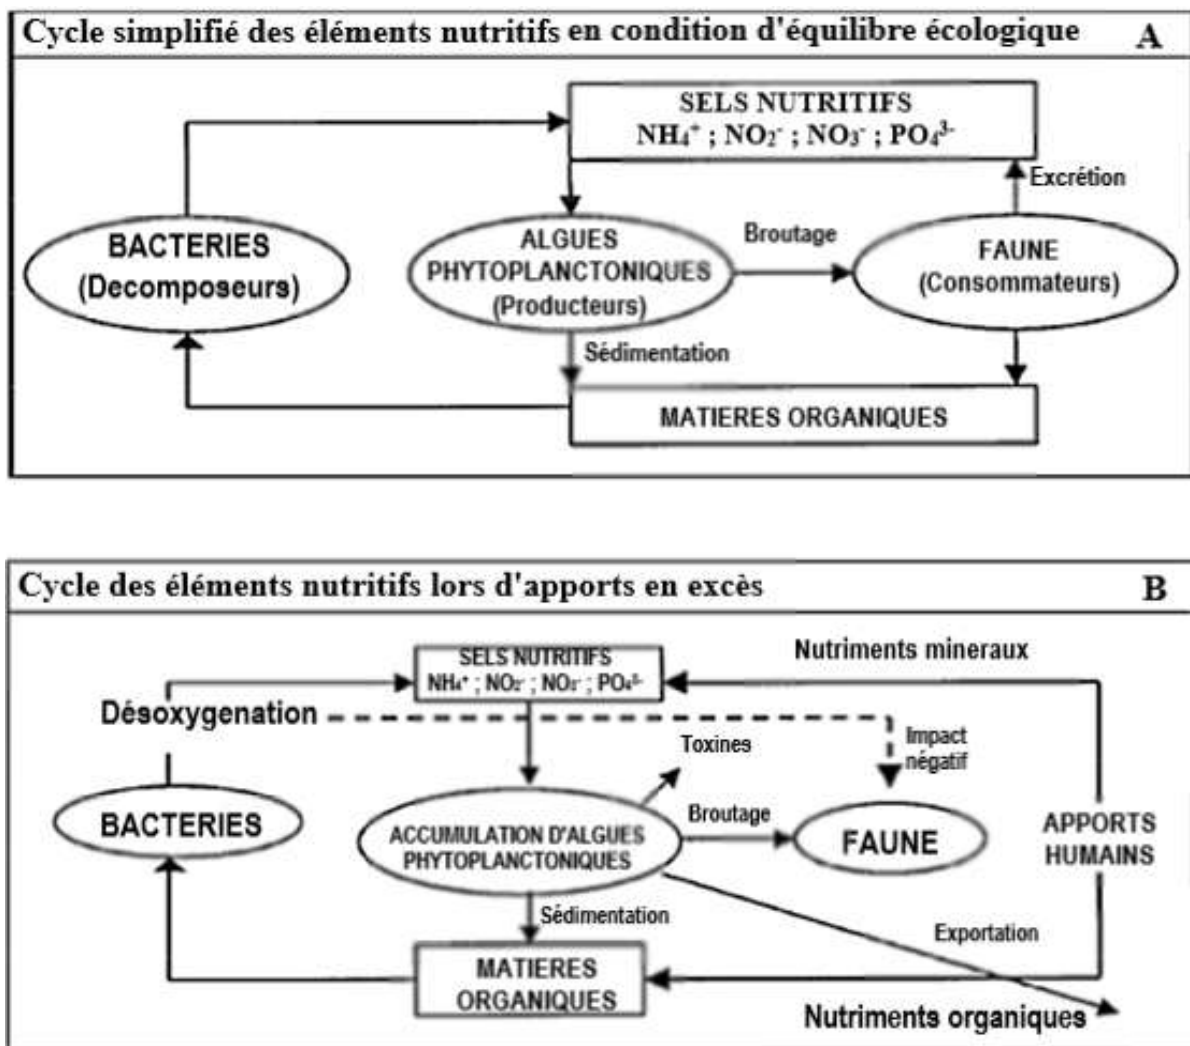 Cycle simplifié des éléments nutritifs en condition d'équilibre écologique A
SELS NUTRITIFS
NH₄⁺ ; NO₂⁻ ; NO₃⁻ ; PO₄³⁻
Excrétion
BACTERIES
(Decomposeurs)
ALGUES
PHYTOPLANCTONIQUES
(Producteurs)
Broutage
FAUNE
(Consommateurs)
Sédimentation
MATIERES ORGANIQUES
Cycle des éléments nutritifs lors d'apports en excès B
SELS NUTRITIFS
NH₄⁺ ; NO₂⁻ ; NO₃⁻ ; PO₄³⁻
Nutriments mineraux
Désoxygenation
Toxines
Impact
négatif
BACTERIES
ACCUMULATION D'ALGUES
PHYTOPLANCTONIQUES
Broutage
FAUNE
APPORTS
HUMAINS
Sédimentation
Exportation
MATIERES
ORGANIQUES
Nutriments organiques